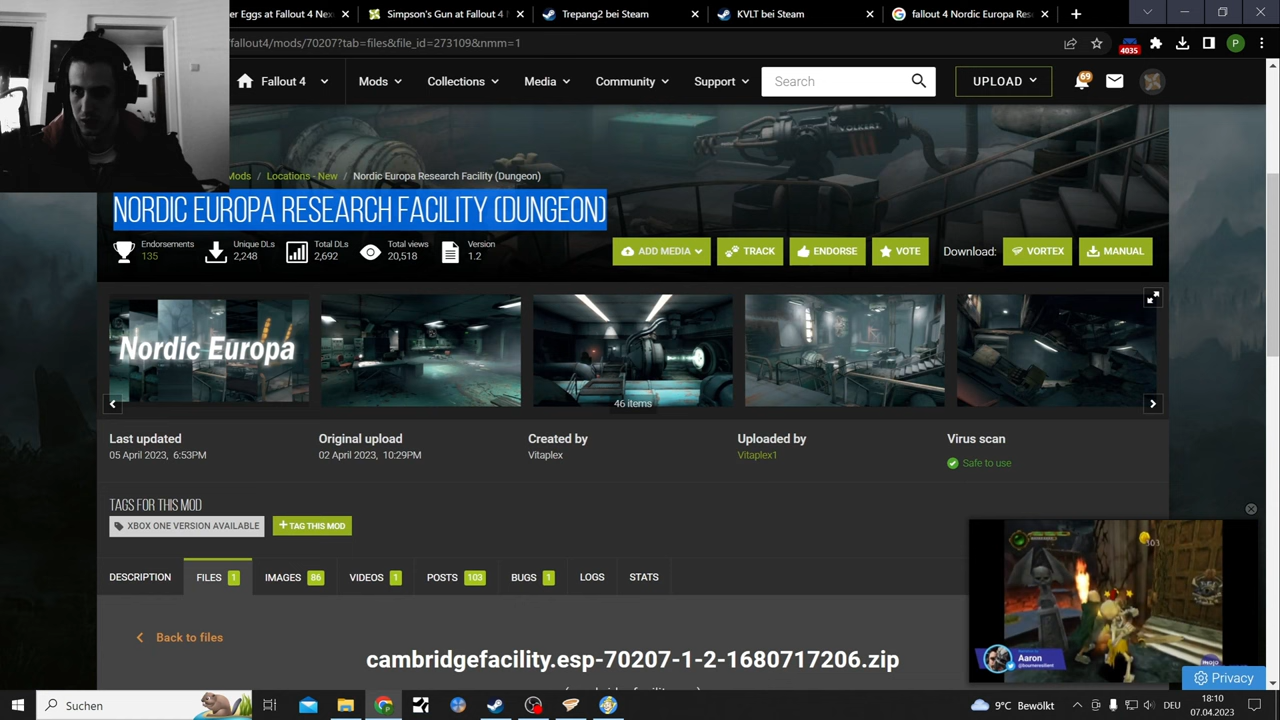 er Eggs at Fallout 4 Nex
Simpson's Gun at Fallout 4
Trepang2 bei Steam
KVLT bei Steam
fallout 4 Nordic Europa Res
/fallout4/mods/70207?tab=files&file_id=273109&nmm=1
4035
P
Fallout 4
Mods
Collections
Media
Community
Support
Search
UPLOAD
69
Mods / Locations - New / Nordic Europa Research Facility (Dungeon)
NORDIC EUROPA RESEARCH FACILITY (DUNGEON)
Endorsements
135
Unique DLs
2,248
Total DLs
2,692
Total views
20,518
Version
1.2
ADD MEDIA
TRACK
ENDORSE
VOTE
Download:
VORTEX
MANUAL
Nordic Europa
46 items
Last updated
05 April 2023, 6:53PM
Original upload
02 April 2023, 10:29PM
Created by
Vitaplex
Uploaded by
Vitaplex1
Virus scan
Safe to use
TAGS FOR THIS MOD
XBOX ONE VERSION AVAILABLE
+ TAG THIS MOD
DESCRIPTION
FILES 1
IMAGES 86
VIDEOS 1
POSTS 103
BUGS 1
LOGS
STATS
Back to files
cambridgefacility.esp-70207-1-2-1680717206.zip
103
Aaron
mojo
Privacy
Suchen
9°C Bewölkt
DEU
18:10
07.04.2023